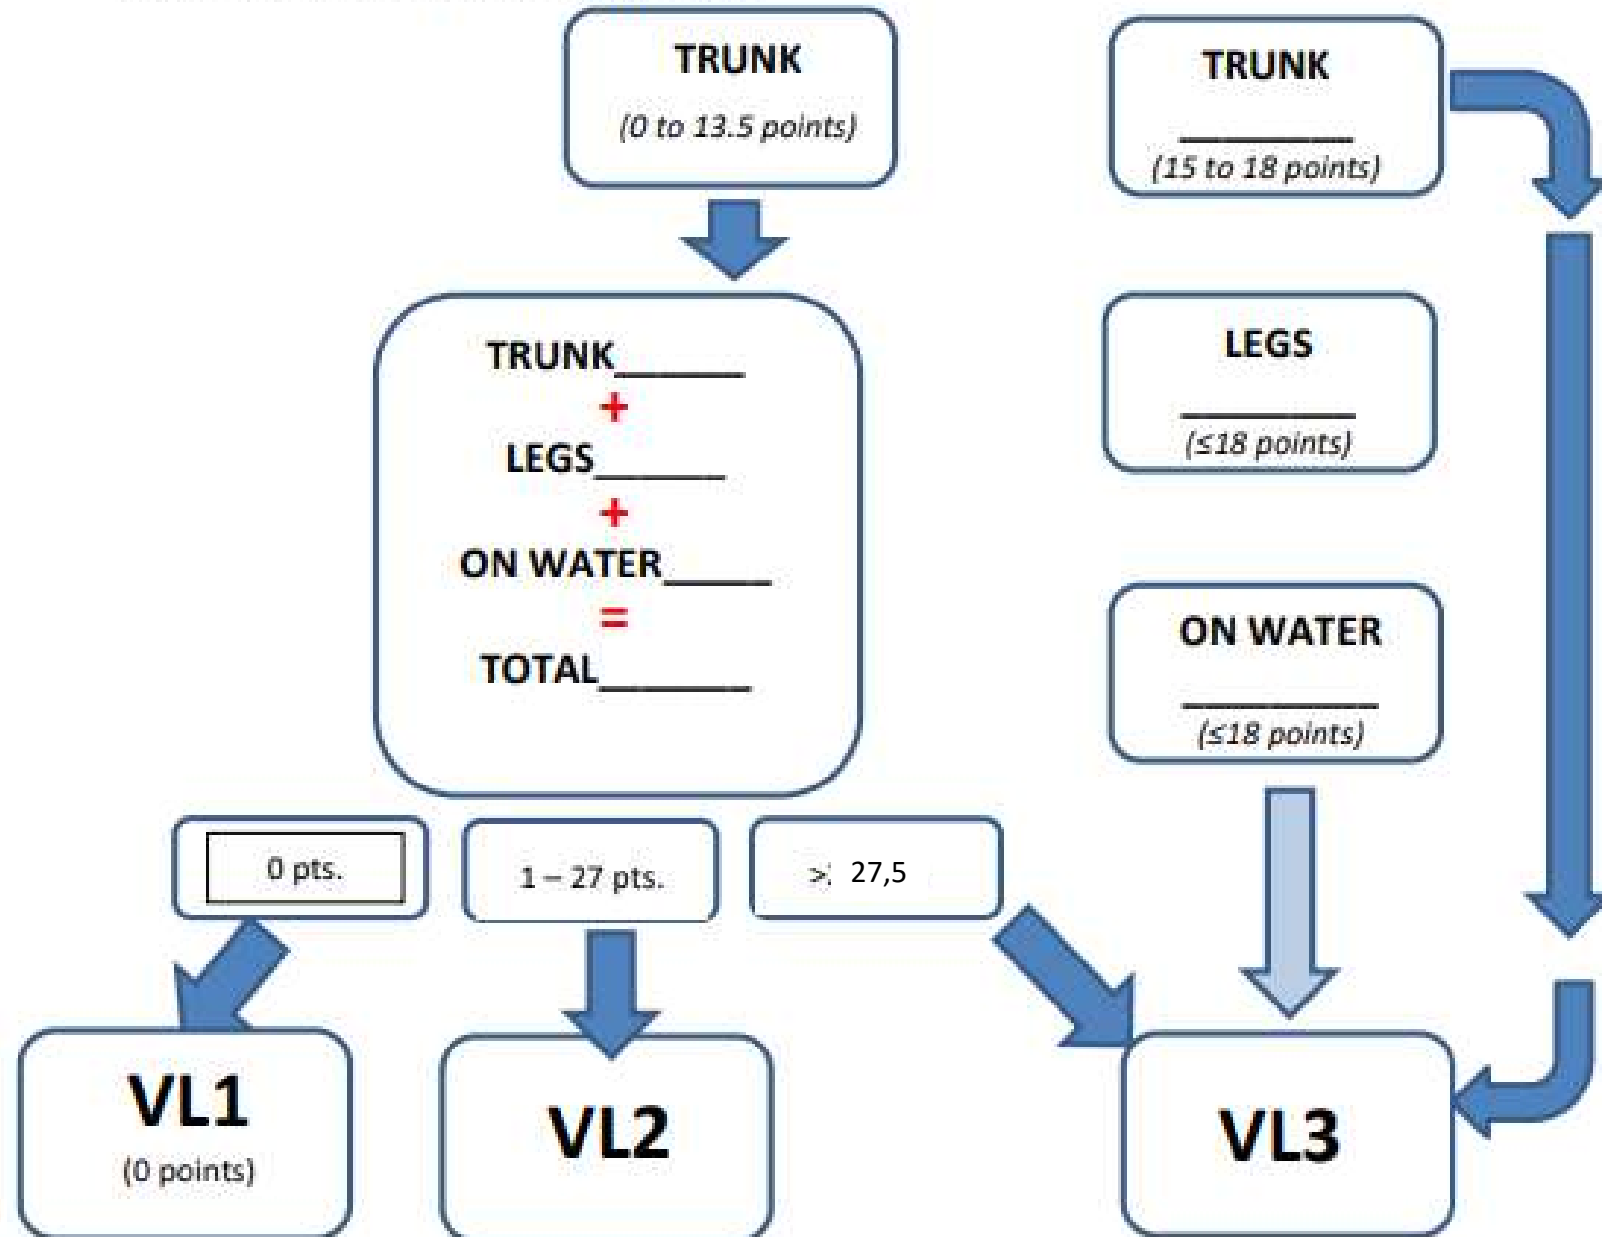 TRUNK
(0 to 13.5 points)
TRUNK______
+
LEGS______
+
ON WATER_____
=
TOTAL_______
0 pts.
1 – 27 pts.
> 27,5
VL1
(0 points)
VL2
TRUNK
________
(15 to 18 points)
LEGS
________
(≤18 points)
ON WATER
_________
(≤18 points)
VL3